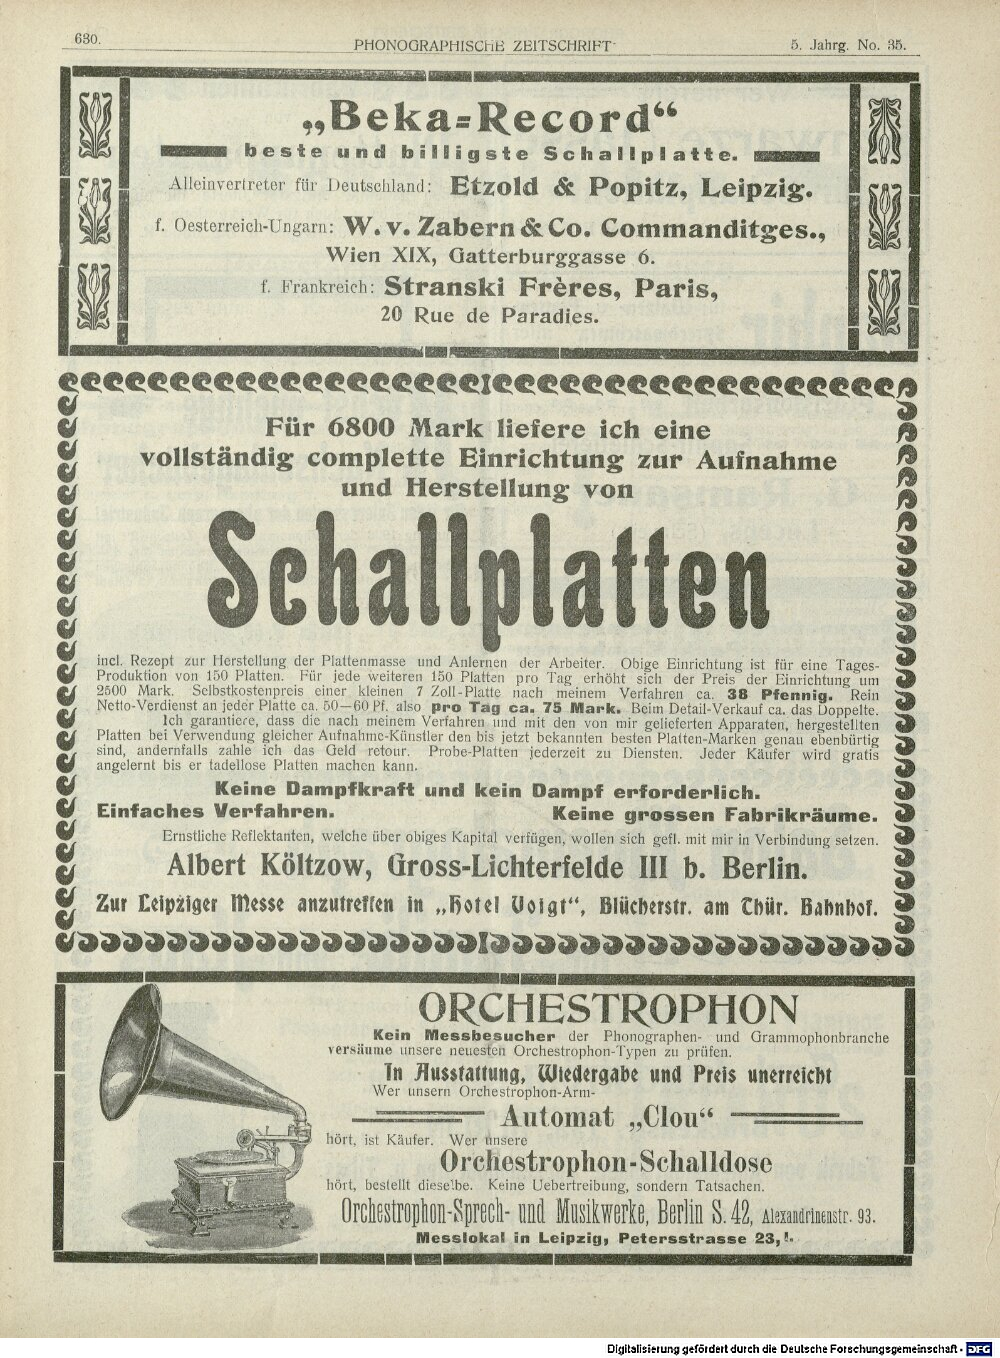 630.
PHONOGRAPHISCHE ZEITSCHRIFT
5. Jahrg. No. 35.
„Beka=Record“
beste und billigste Schallplatte.
Alleinvertreter für Deutschland: Etzold & Popitz, Leipzig.
f. Oesterreich-Ungarn: W. v. Zabern & Co. Commanditges.,
Wien XIX, Gatterburggasse 6.
f. Frankreich: Stranski Frères, Paris,
20 Rue de Paradies.
Für 6800 Mark liefere ich eine
vollständig complette Einrichtung zur Aufnahme
und Herstellung von
Schallplatten
incl. Rezept zur Herstellung der Plattenmasse und Anlernen der Arbeiter. Obige Einrichtung ist für eine Tages-
Produktion von 150 Platten. Für jede weiteren 150 Platten pro Tag erhöht sich der Preis der Einrichtung um
2500 Mark. Selbstkostenpreis einer kleinen 7 Zoll-Platte nach meinem Verfahren ca. 38 Pfennig. Rein
Netto-Verdienst an jeder Platte ca. 50—60 Pf. also pro Tag ca. 75 Mark. Beim Detail-Verkauf ca. das Doppelte.
Ich garantiere, dass die nach meinem Verfahren und mit den von mir gelieferten Apparaten, hergestellten
Platten bei Verwendung gleicher Aufnahme-Künstler den bis jetzt bekannten besten Platten-Marken genau ebenbürtig
sind, andernfalls zahle ich das Geld retour. Probe-Platten jederzeit zu Diensten. Jeder Käufer wird gratis
angelernt bis er tadellose Platten machen kann.
Keine Dampfkraft und kein Dampf erforderlich.
Einfaches Verfahren. Keine grossen Fabrikräume.
Ernstliche Reflektanten, welche über obiges Kapital verfügen, wollen sich gefl. mit mir in Verbindung setzen.
Albert Költzow, Gross-Lichterfelde III b. Berlin.
Zur Leipziger Messe anzutreffen in „Hotel Voigt“, Blücherstr. am Thür. Bahnhof.
ORCHESTROPHON
Kein Messbesucher der Phonographen- und Grammophonbranche
versäume unsere neuesten Orchestrophon-Typen zu prüfen.
In Ausstattung, Wiedergabe und Preis unerreicht
Wer unsern Orchestrophon-Arm-
Automat „Clou“
hört, ist Käufer. Wer unsere
Orchestrophon-Schalldose
hört, bestellt dieselbe. Keine Uebertreibung, sondern Tatsachen.
Orchestrophon-Sprech- und Musikwerke, Berlin S. 42, Alexandrinenstr. 93.
Messlokal in Leipzig, Petersstrasse 23, I.
Digitalisierung gefördert durch die Deutsche Forschungsgemeinschaft - DFG